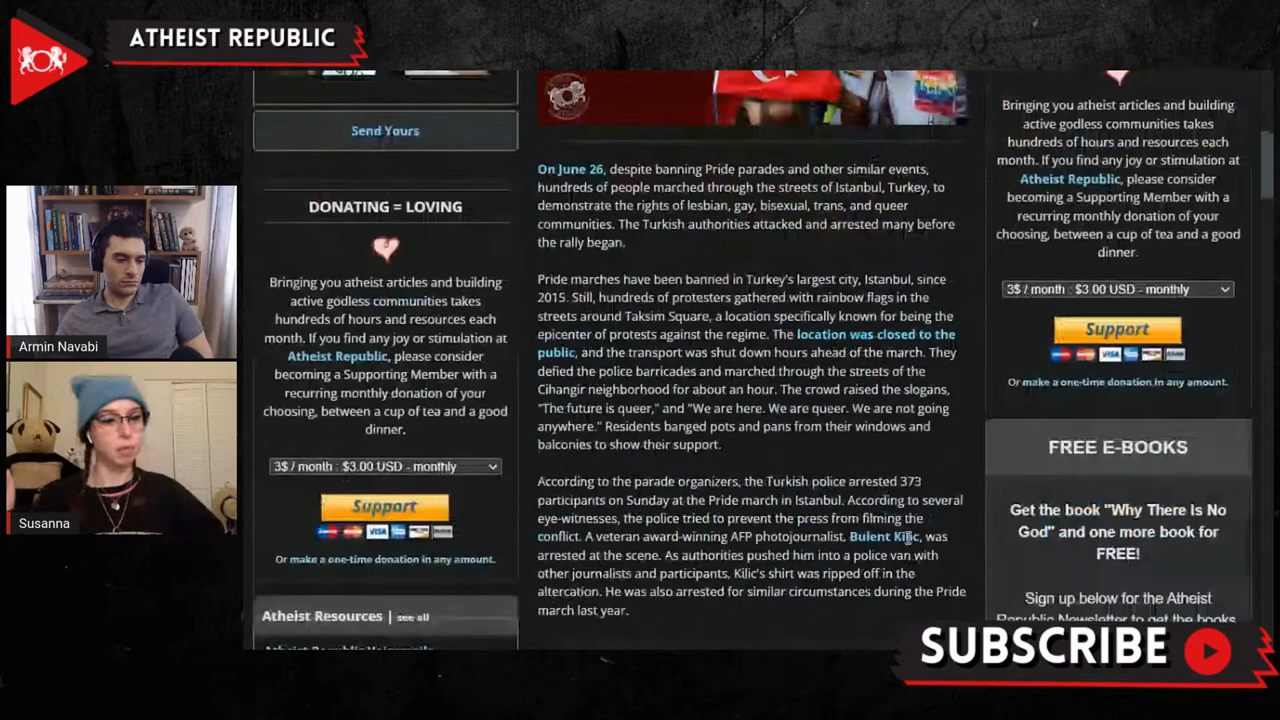 ATHEIST REPUBLIC
Armin Navabi
Susanna
Send Yours
DONATING = LOVING
Bringing you atheist articles and building
active godless communities takes
hundreds of hours and resources each
month. If you find any joy or stimulation at
Atheist Republic, please consider
becoming a Supporting Member with a
recurring monthly donation of your
choosing, between a cup of tea and a good
dinner.
3$ / month : $3.00 USD - monthly
Support
VISA
Or make a one-time donation in any amount.
Atheist Resources | see all
On June 26, despite banning Pride parades and other similar events,
hundreds of people marched through the streets of Istanbul, Turkey, to
demonstrate the rights of lesbian, gay, bisexual, trans, and queer
communities. The Turkish authorities attacked and arrested many before
the rally began.
Pride marches have been banned in Turkey's largest city, Istanbul, since
2015. Still, hundreds of protesters gathered with rainbow flags in the
streets around Taksim Square, a location specifically known for being the
epicenter of protests against the regime. The location was closed to the
public, and the transport was shut down hours ahead of the march. They
defied the police barricades and marched through the streets of the
Cihangir neighborhood for about an hour. The crowd raised the slogans,
"The future is queer," and "We are here. We are queer. We are not going
anywhere." Residents banged pots and pans from their windows and
balconies to show their support.
According to the parade organizers, the Turkish police arrested 373
participants on Sunday at the Pride march in Istanbul. According to several
eye-witnesses, the police tried to prevent the press from filming the
conflict. A veteran award-winning AFP photojournalist, Bulent Kilic, was
arrested at the scene. As authorities pushed him into a police van with
other journalists and participants, Kilic's shirt was ripped off in the
altercation. He was also arrested for similar circumstances during the Pride
march last year.
Bringing you atheist articles and building
active godless communities takes
hundreds of hours and resources each
month. If you find any joy or stimulation at
Atheist Republic, please consider
becoming a Supporting Member with a
recurring monthly donation of your
choosing, between a cup of tea and a good
dinner.
3$ / month : $3.00 USD - monthly
Support
VISA
Or make a one-time donation in any amount.
FREE E-BOOKS
Get the book "Why There is No
God" and one more book for
FREE!
Sign up below for the Atheist
Republic Newsletter to get the books
SUBSCRIBE